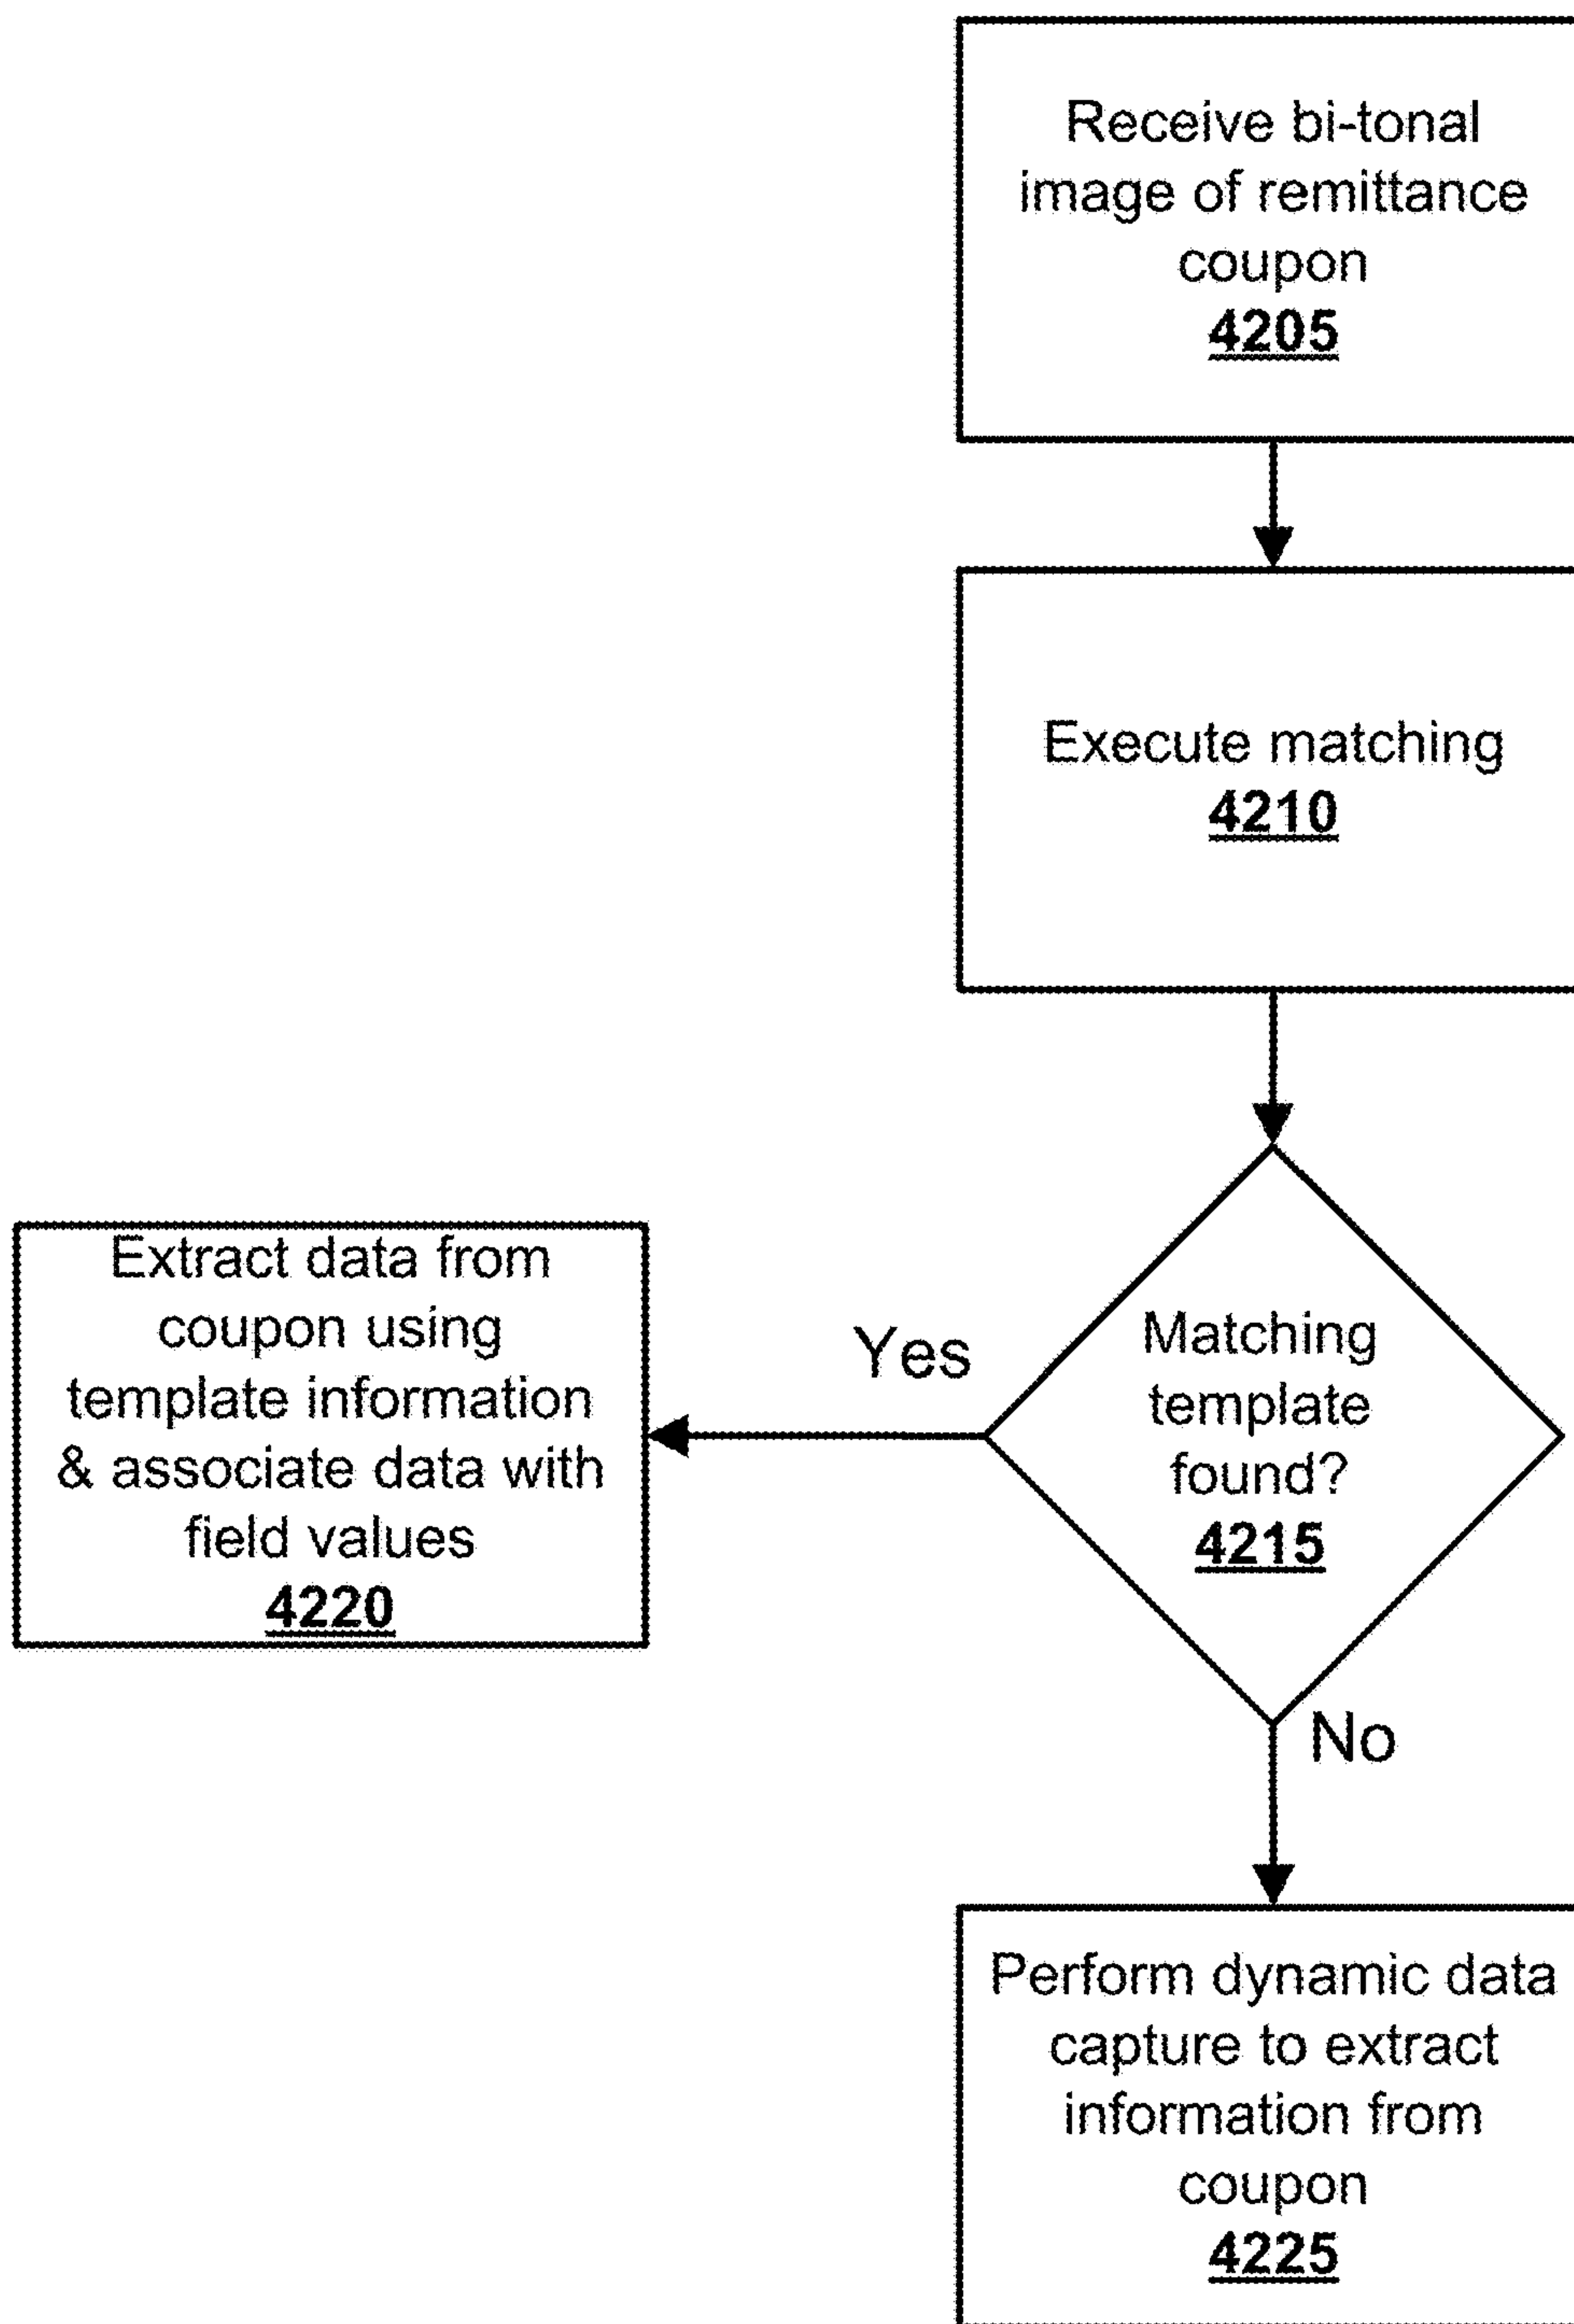 Receive bi-tonal
image of remittance
coupon
4205
Execute matching
4210
Matching
template
found?
4215
Yes
Extract data from
coupon using
template information
& associate data with
field values
4220
No
Perform dynamic data
capture to extract
information from
coupon
4225